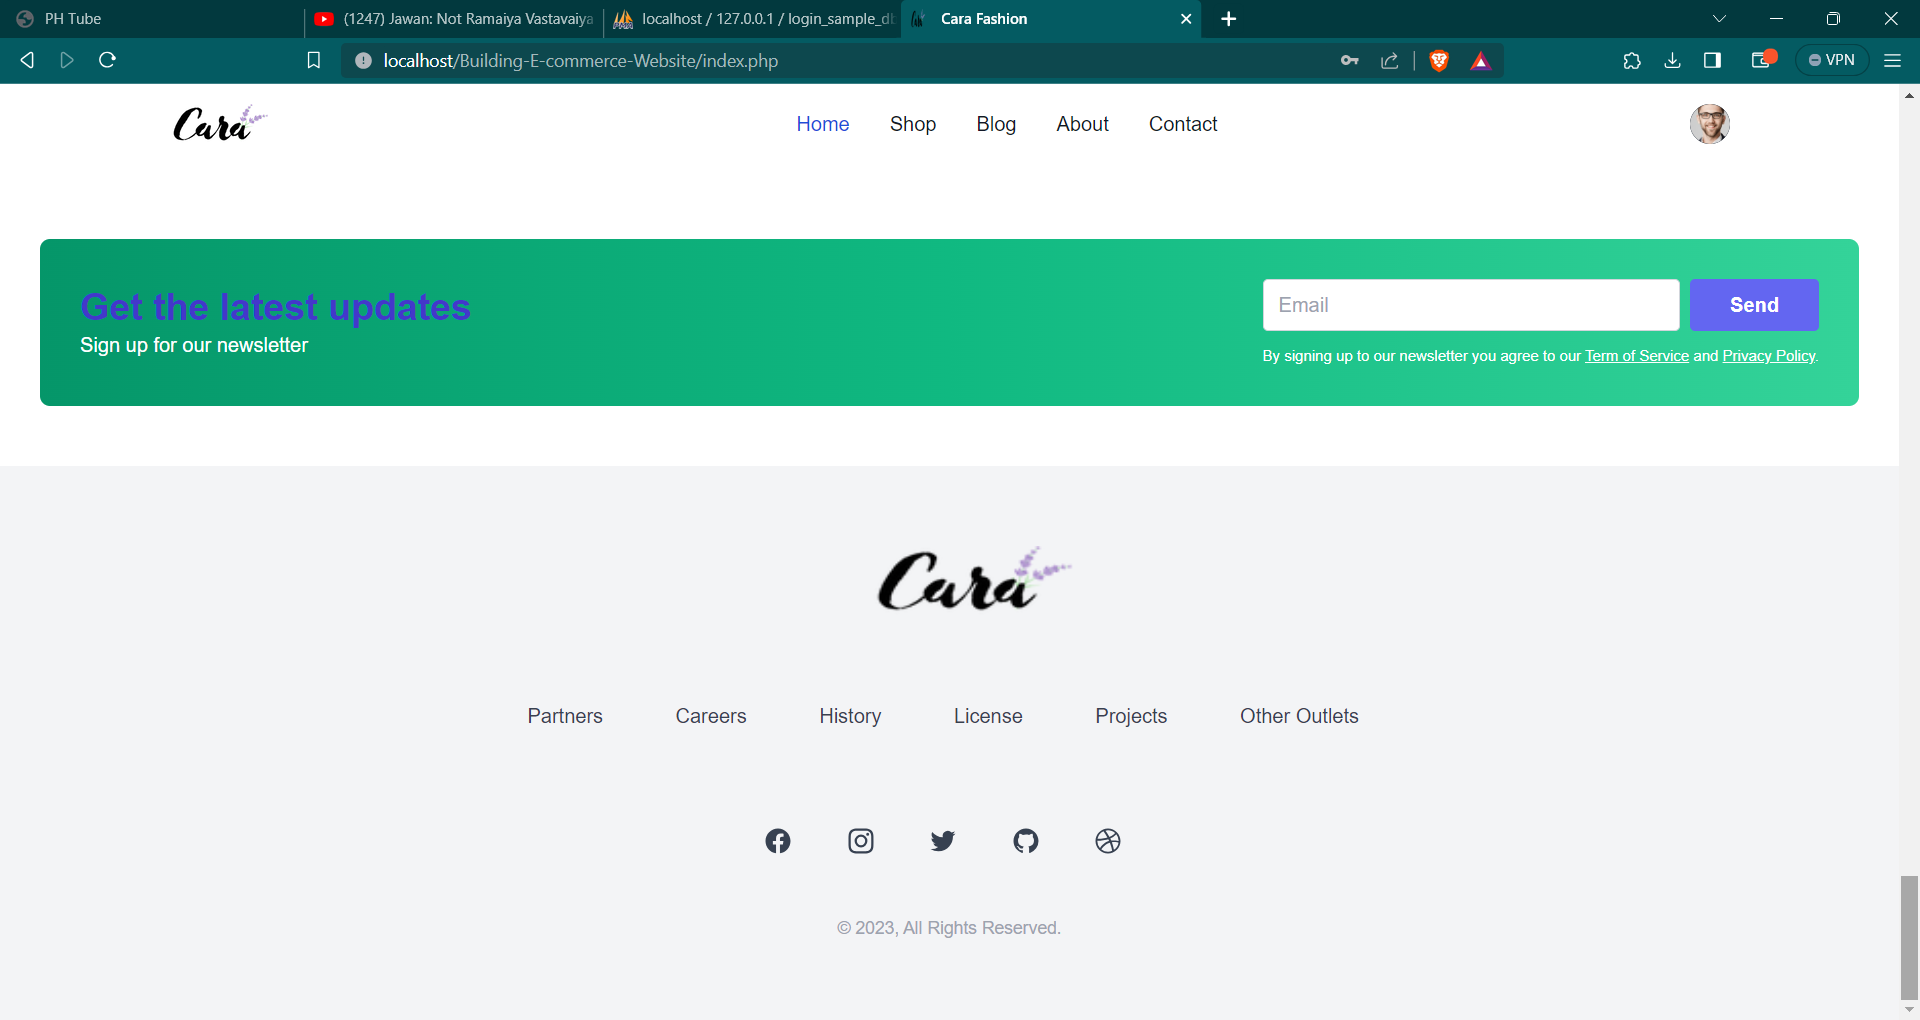 PH Tube
(1247) Jawan: Not Ramaiya Vastavaiya
localhost / 127.0.0.1 / login_sample_db
Cara Fashion
localhost/Building-E-commerce-Website/index.php
VPN
Cara
Home
Shop
Blog
About
Contact
Get the latest updates
Sign up for our newsletter
Email
Send
By signing up to our newsletter you agree to our Term of Service and Privacy Policy.
Cara
Partners
Careers
History
License
Projects
Other Outlets
© 2023, All Rights Reserved.